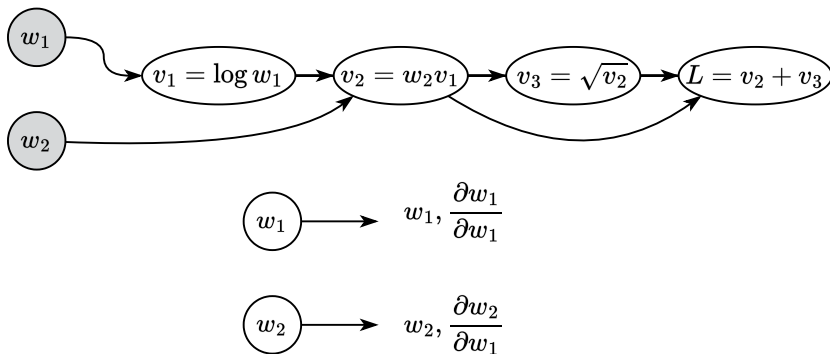 w₁
v₁ = log w₁
v₂ = w₂v₁
v₃ = √v₂
L = v₂ + v₃
w₂
w₁
w₁, ∂w₁/∂w₁
w₂
w₂, ∂w₂/∂w₁